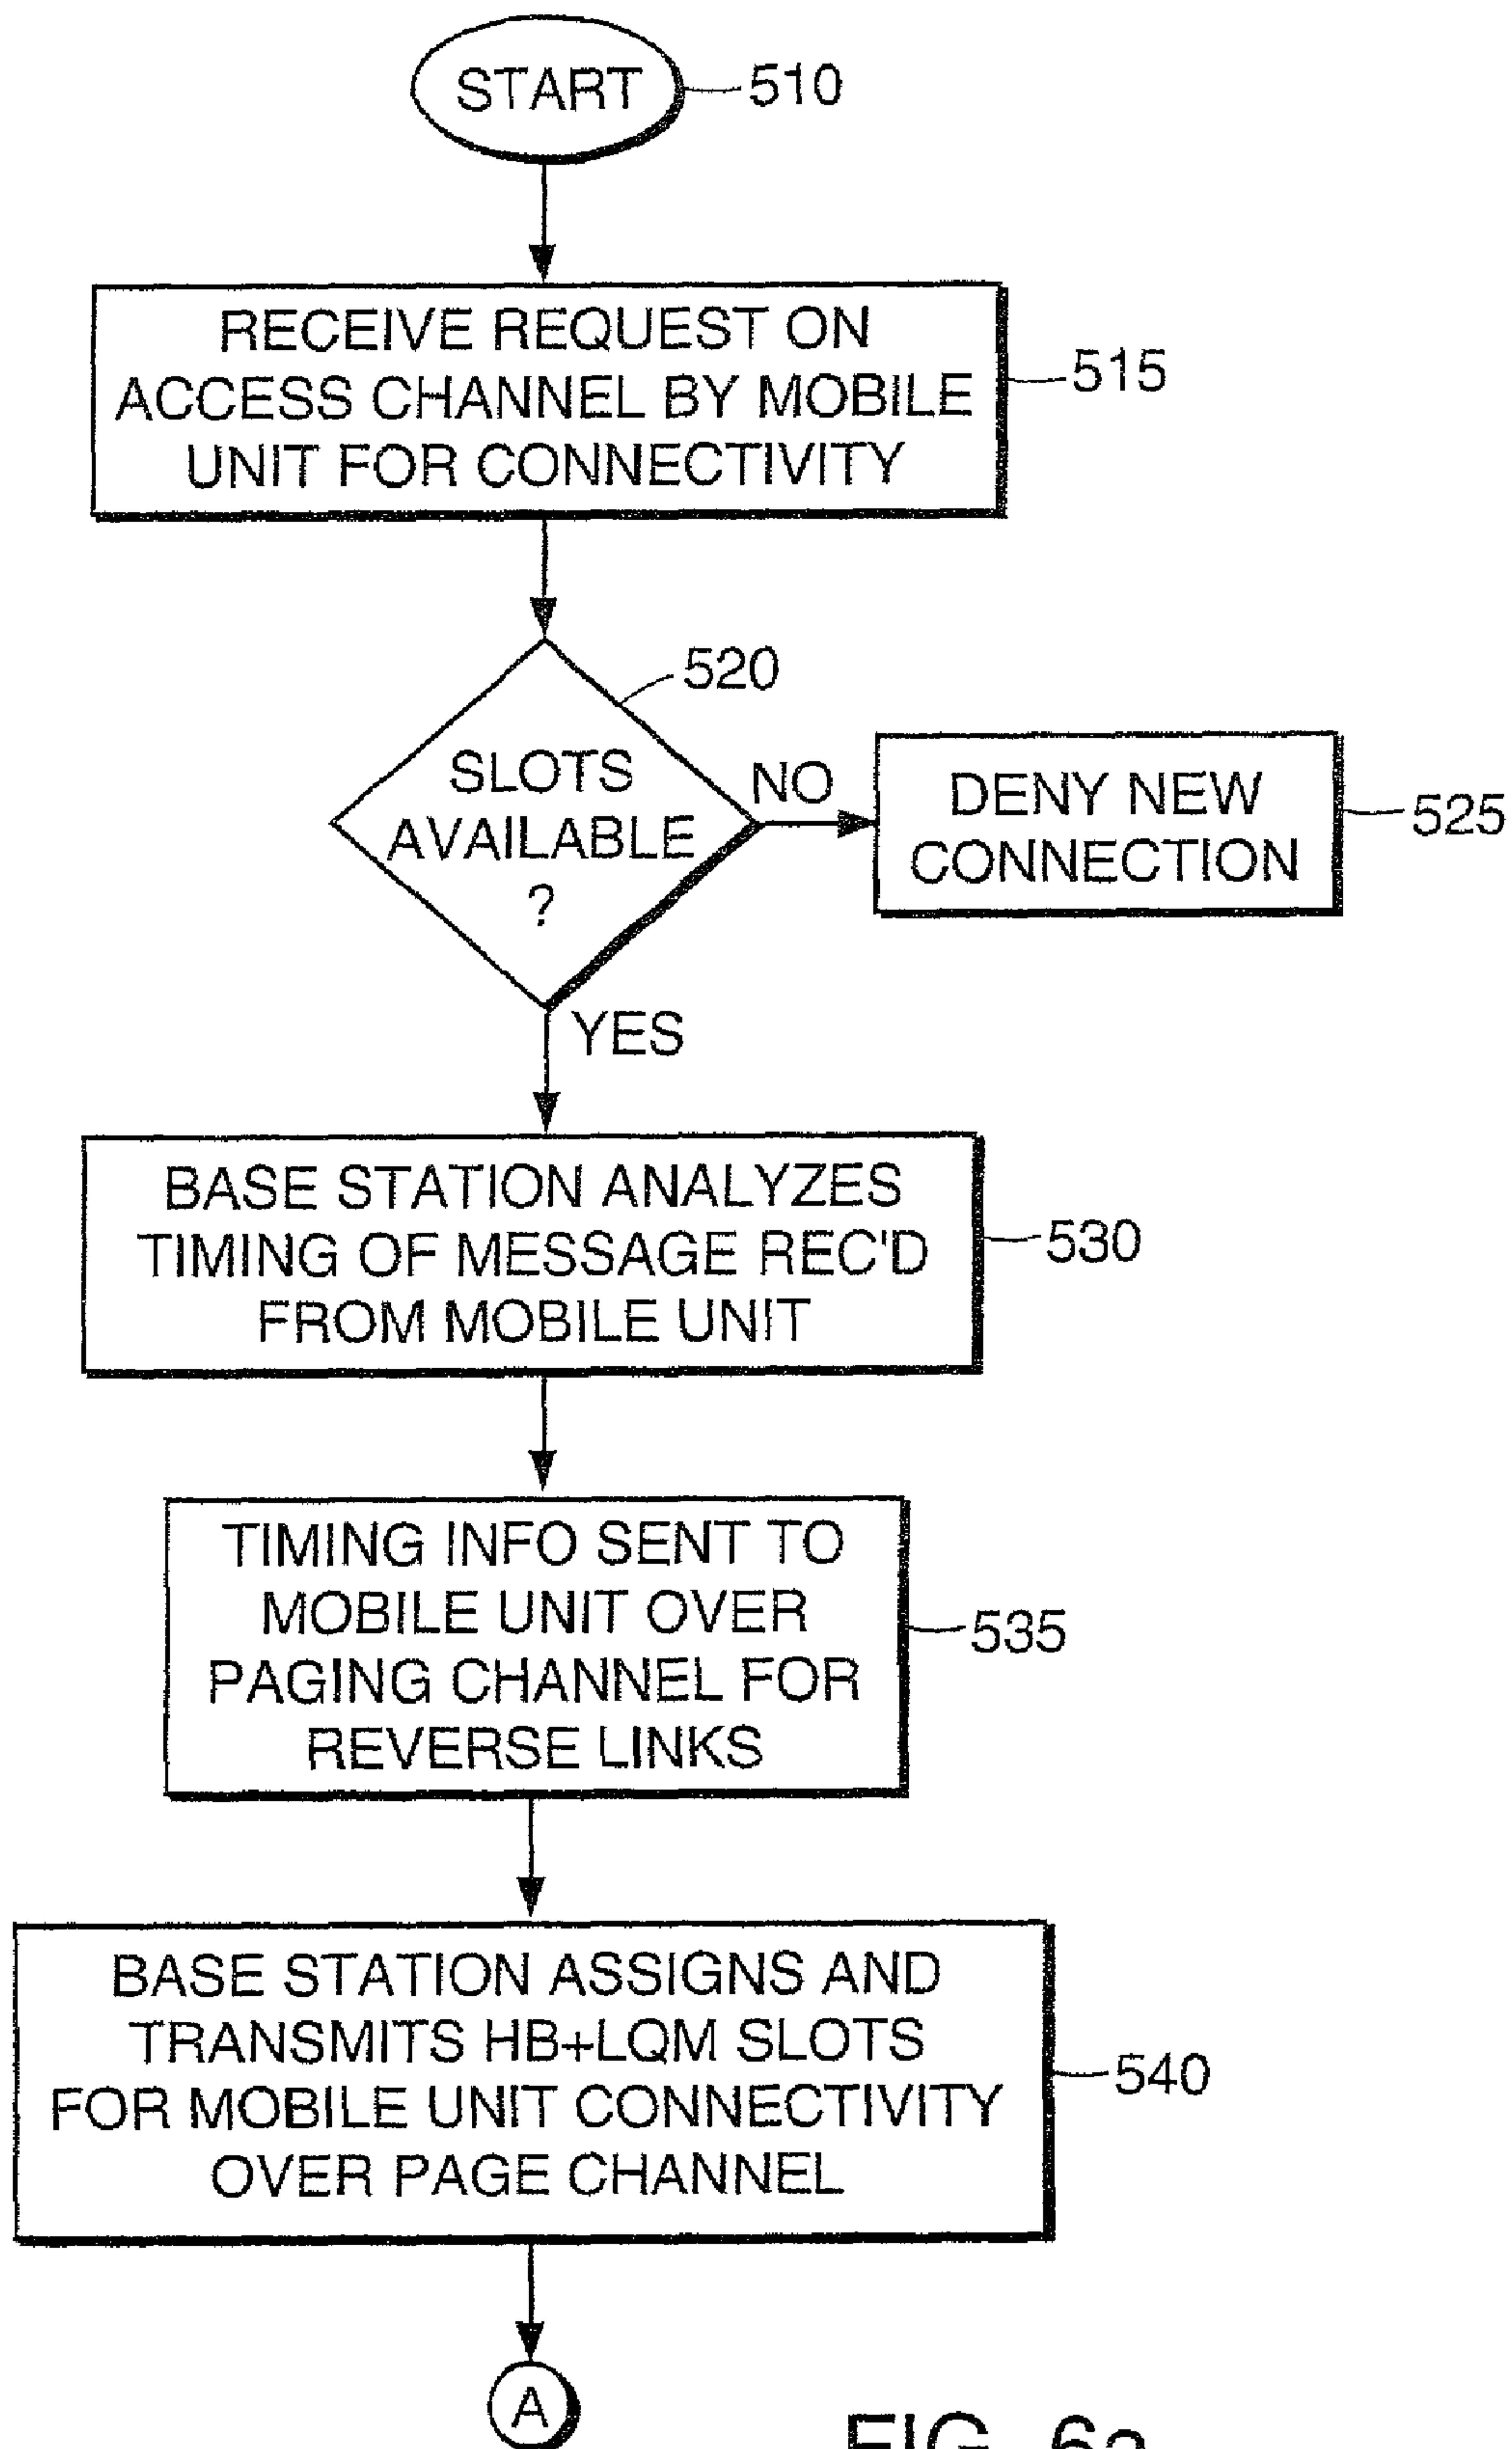 START
510
RECEIVE REQUEST ON
ACCESS CHANNEL BY MOBILE
UNIT FOR CONNECTIVITY
515
520
SLOTS
AVAILABLE
?
NO
DENY NEW
CONNECTION
525
YES
BASE STATION ANALYZES
TIMING OF MESSAGE REC'D
FROM MOBILE UNIT
530
TIMING INFO SENT TO
MOBILE UNIT OVER
PAGING CHANNEL FOR
REVERSE LINKS
535
BASE STATION ASSIGNS AND
TRANSMITS HB+LQM SLOTS
FOR MOBILE UNIT CONNECTIVITY
OVER PAGE CHANNEL
540
A
FIG. 6a